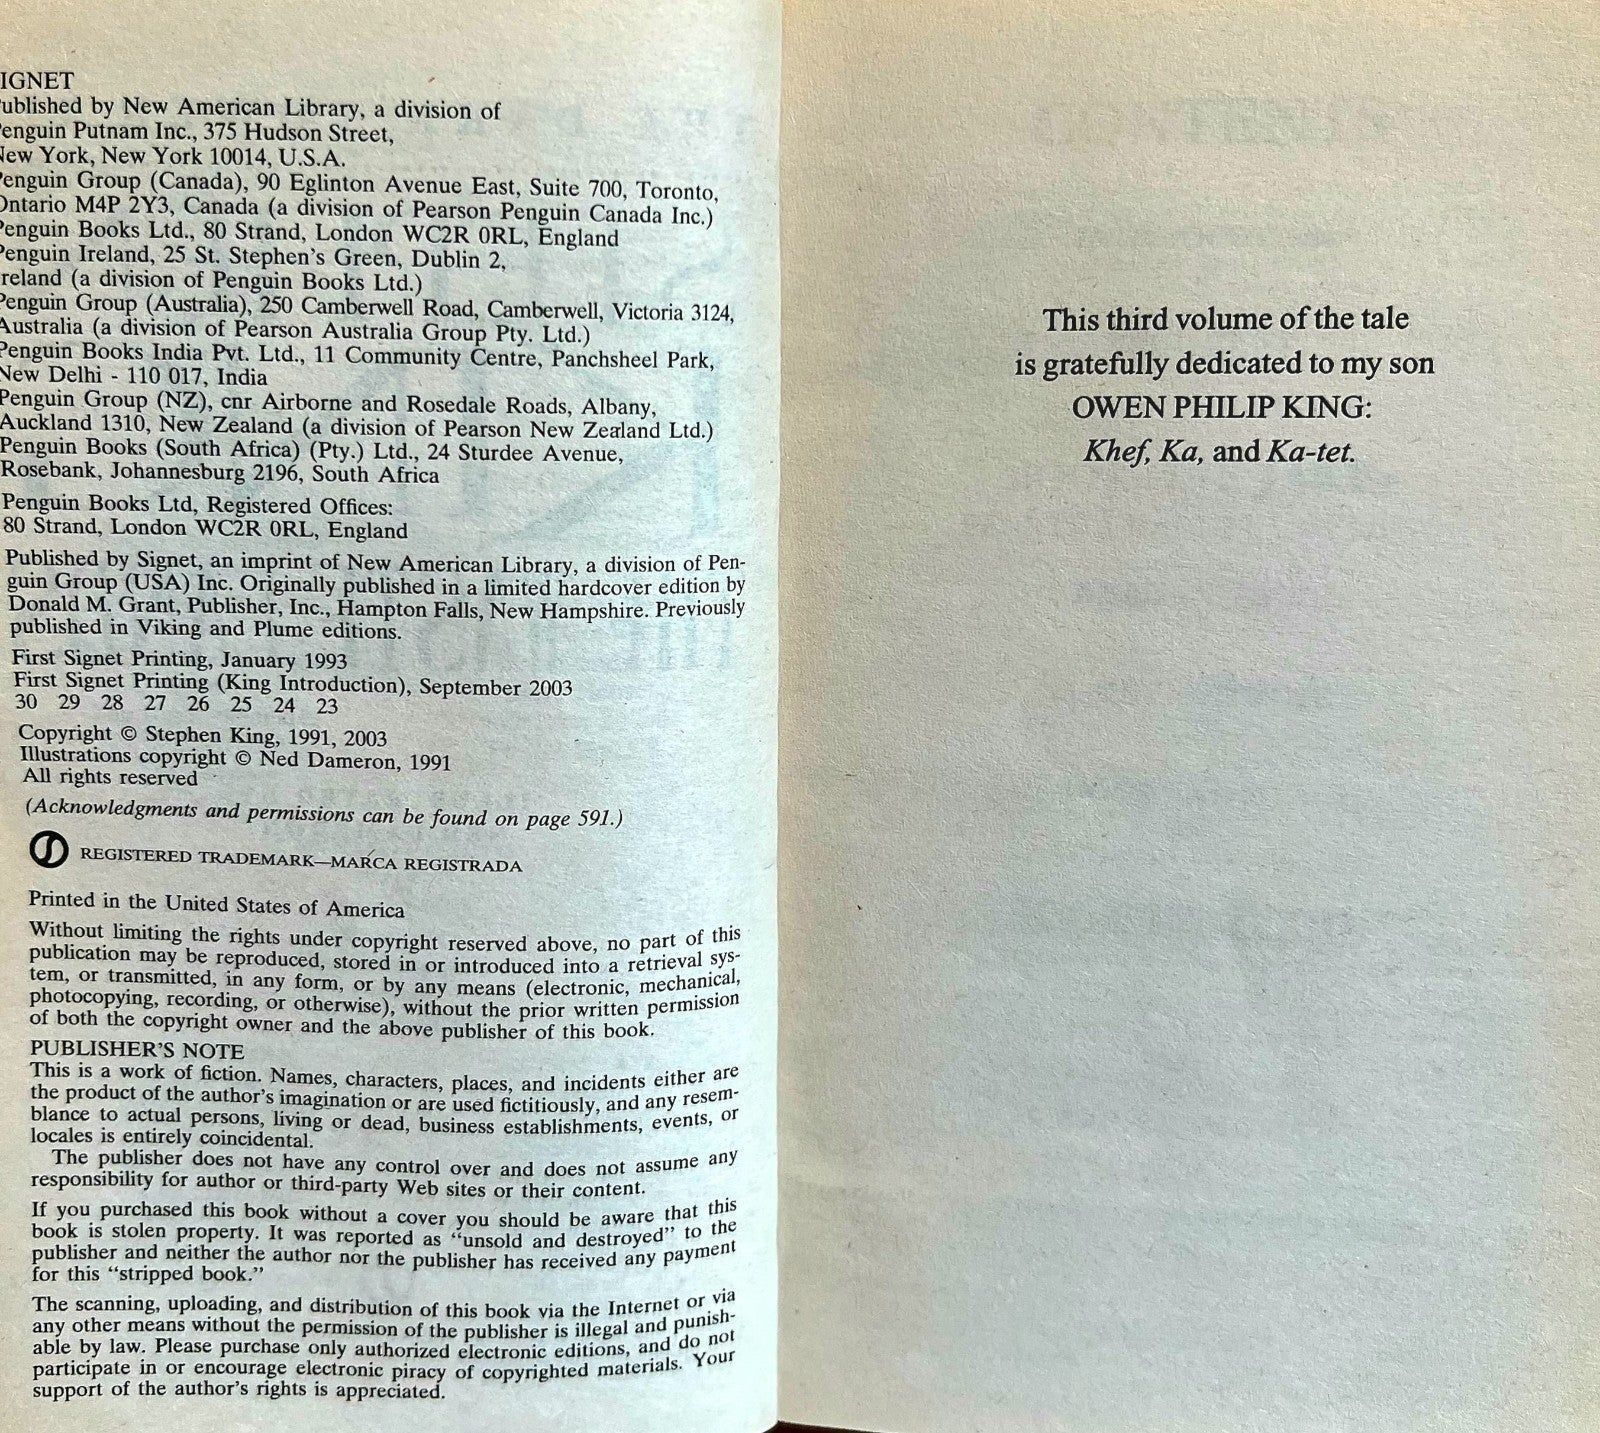 IGNET
ublished by New American Library, a division of
enguin Putnam Inc., 375 Hudson Street,
New York, New York 10014, U.S.A.
Penguin Group (Canada), 90 Eglinton Avenue East, Suite 700, Toronto,
Ontario M4P 2Y3, Canada (a division of Pearson Penguin Canada Inc.)
Penguin Books Ltd., 80 Strand, London WC2R 0RL, England
Penguin Ireland, 25 St. Stephen's Green, Dublin 2,
reland (a division of Penguin Books Ltd.)
Penguin Group (Australia), 250 Camberwell Road, Camberwell, Victoria 3124,
Australia (a division of Pearson Australia Group Pty. Ltd.)
Penguin Books India Pvt. Ltd., 11 Community Centre, Panchsheel Park,
New Delhi - 110 017, India
Penguin Group (NZ), cnr Airborne and Rosedale Roads, Albany,
Auckland 1310, New Zealand (a division of Pearson New Zealand Ltd.)
Penguin Books (South Africa) (Pty.) Ltd., 24 Sturdee Avenue,
Rosebank, Johannesburg 2196, South Africa
Penguin Books Ltd, Registered Offices:
80 Strand, London WC2R 0RL, England
Published by Signet, an imprint of New American Library, a division of Pen-
guin Group (USA) Inc. Originally published in a limited hardcover edition by
Donald M. Grant, Publisher, Inc., Hampton Falls, New Hampshire. Previously
published in Viking and Plume editions.
First Signet Printing, January 1993
First Signet Printing (King Introduction), September 2003
30 29 28 27 26 25 24 23
Copyright © Stephen King, 1991, 2003
Illustrations copyright © Ned Dameron, 1991
All rights reserved
(Acknowledgments and permissions can be found on page 591.)
REGISTERED TRADEMARK—MARCA REGISTRADA
Printed in the United States of America
Without limiting the rights under copyright reserved above, no part of this
publication may be reproduced, stored in or introduced into a retrieval sys-
tem, or transmitted, in any form, or by any means (electronic, mechanical,
photocopying, recording, or otherwise), without the prior written permission
of both the copyright owner and the above publisher of this book.
PUBLISHER'S NOTE
This is a work of fiction. Names, characters, places, and incidents either are
the product of the author's imagination or are used fictitiously, and any resem-
blance to actual persons, living or dead, business establishments, events, or
locales is entirely coincidental.
The publisher does not have any control over and does not assume any
responsibility for author or third-party Web sites or their content.
If you purchased this book without a cover you should be aware that this
book is stolen property. It was reported as “unsold and destroyed” to the
publisher and neither the author nor the publisher has received any payment
for this “stripped book.”
The scanning, uploading, and distribution of this book via the Internet or via
any other means without the permission of the publisher is illegal and punish-
able by law. Please purchase only authorized electronic editions, and do not
participate in or encourage electronic piracy of copyrighted materials. Your
support of the author's rights is appreciated.
This third volume of the tale
is gratefully dedicated to my son
OWEN PHILIP KING:
Khef, Ka, and Ka-tet.